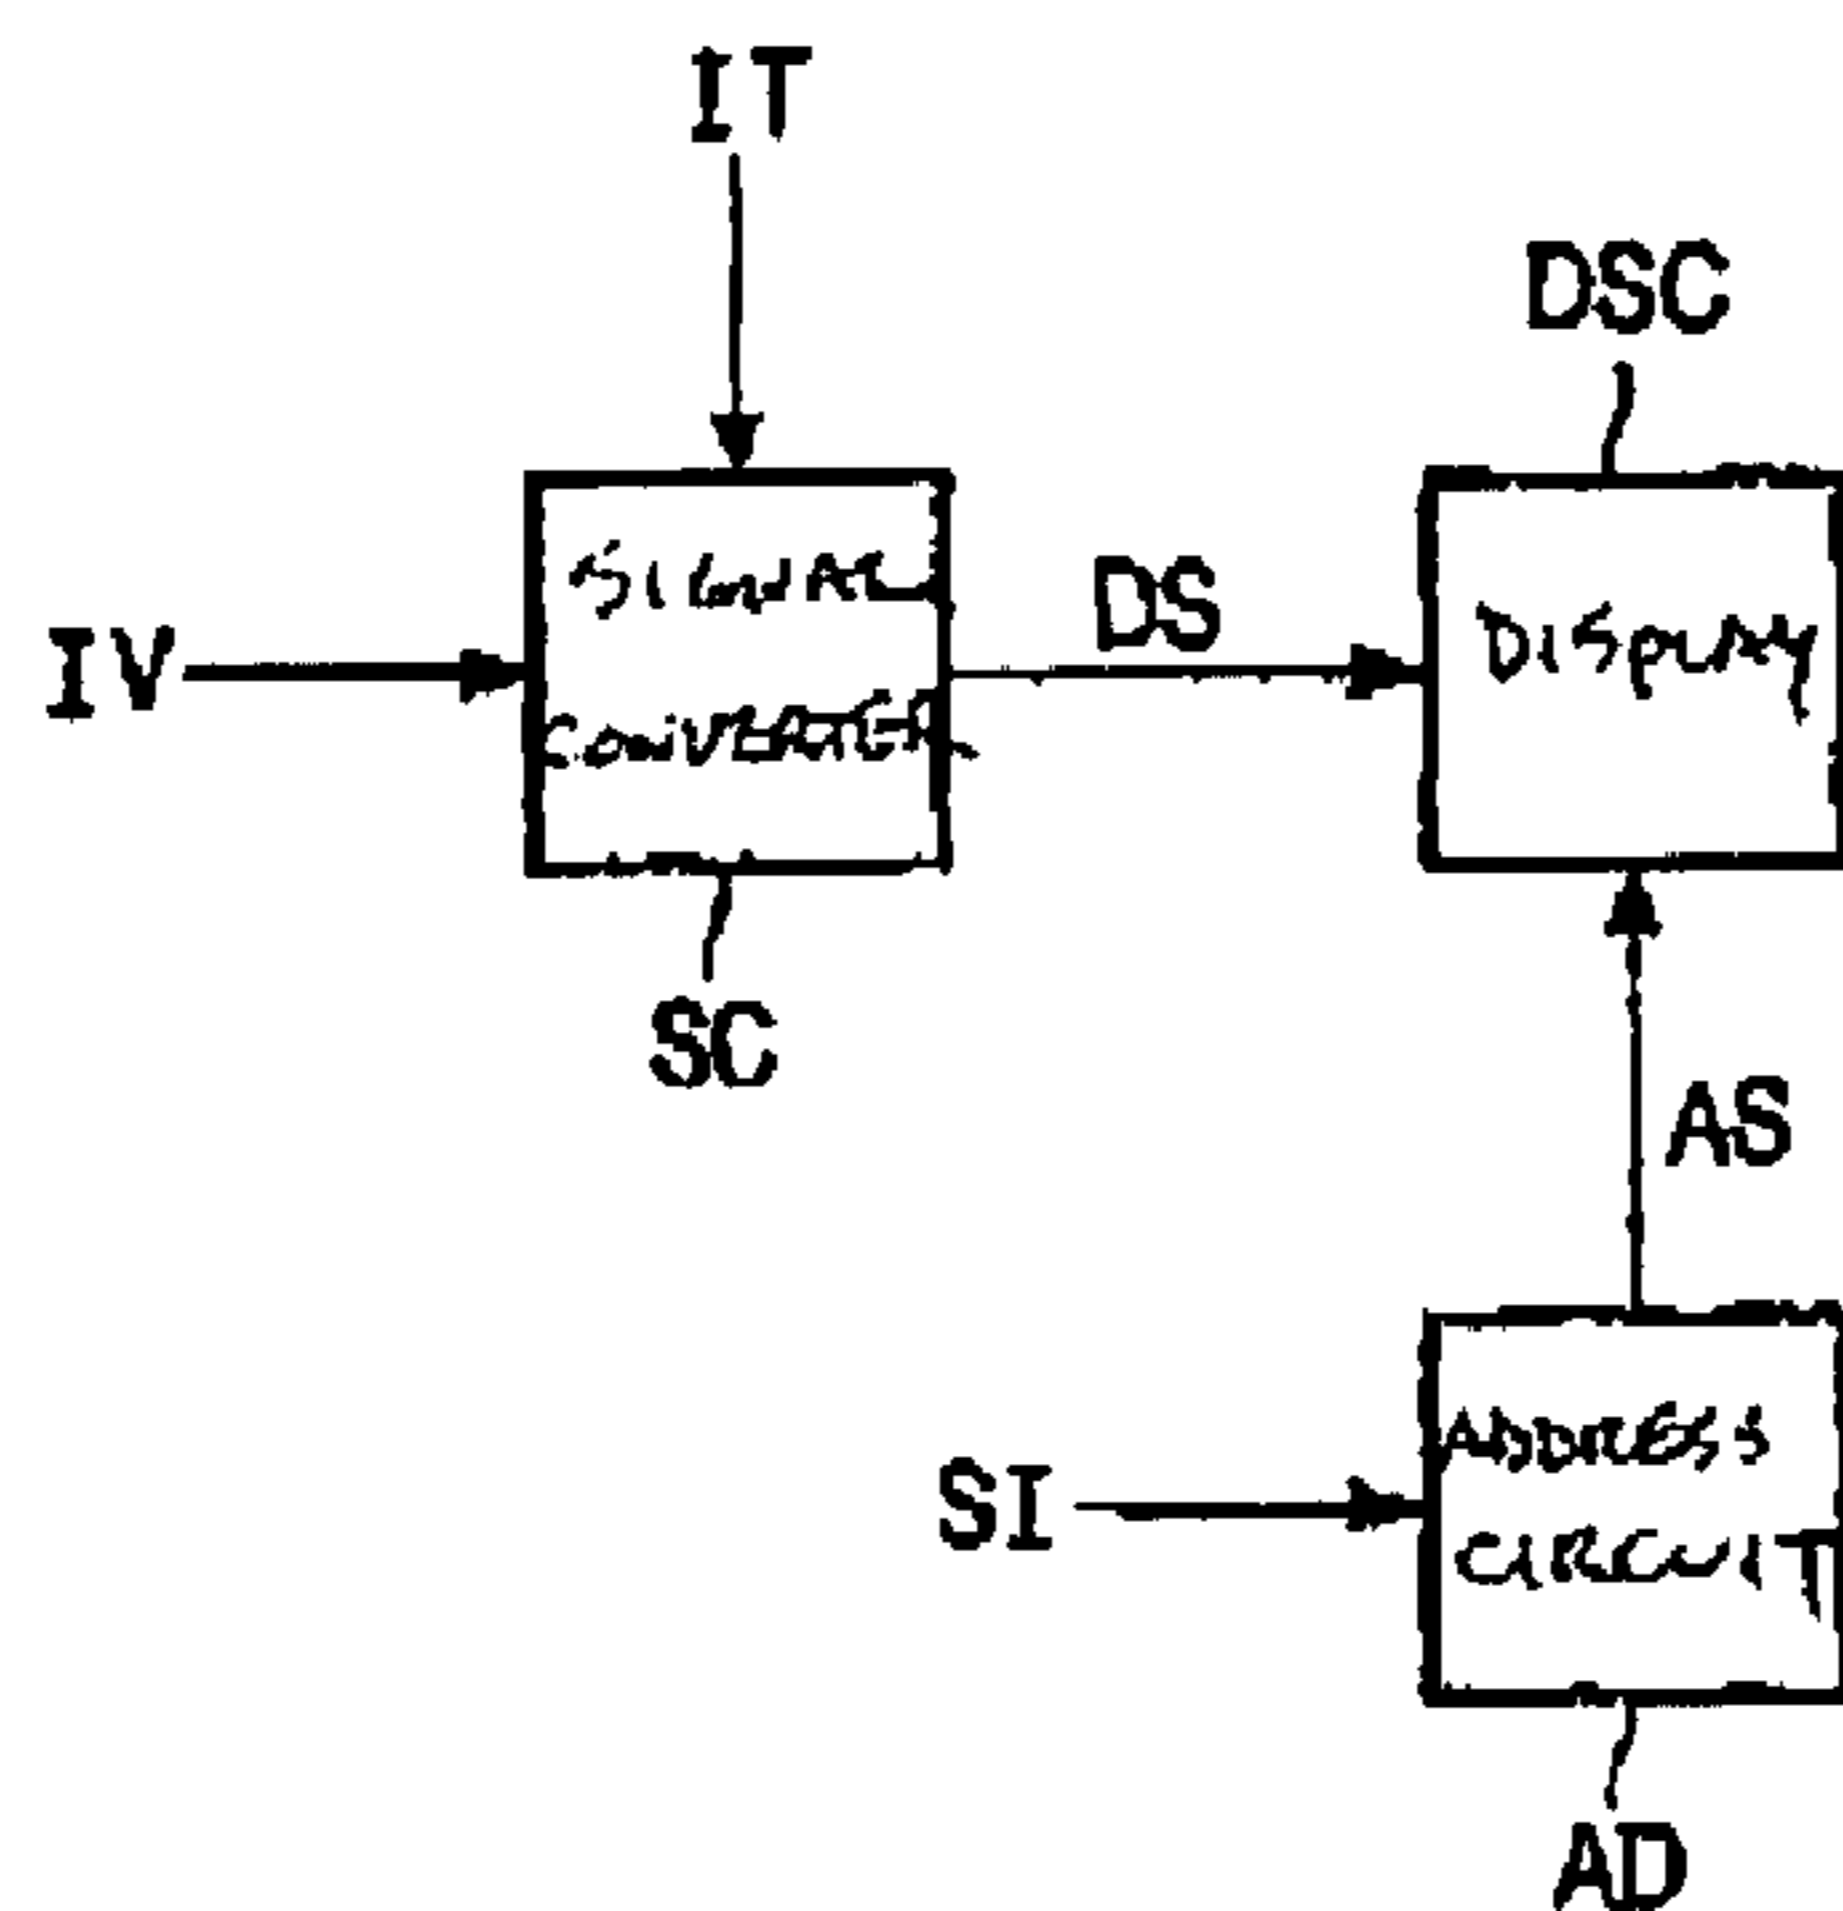 IT
DSC
SIGNAL
CONVERTER
IV
DS
DISPLAY
SC
AS
ADDRESS
CIRCUIT
SI
AD